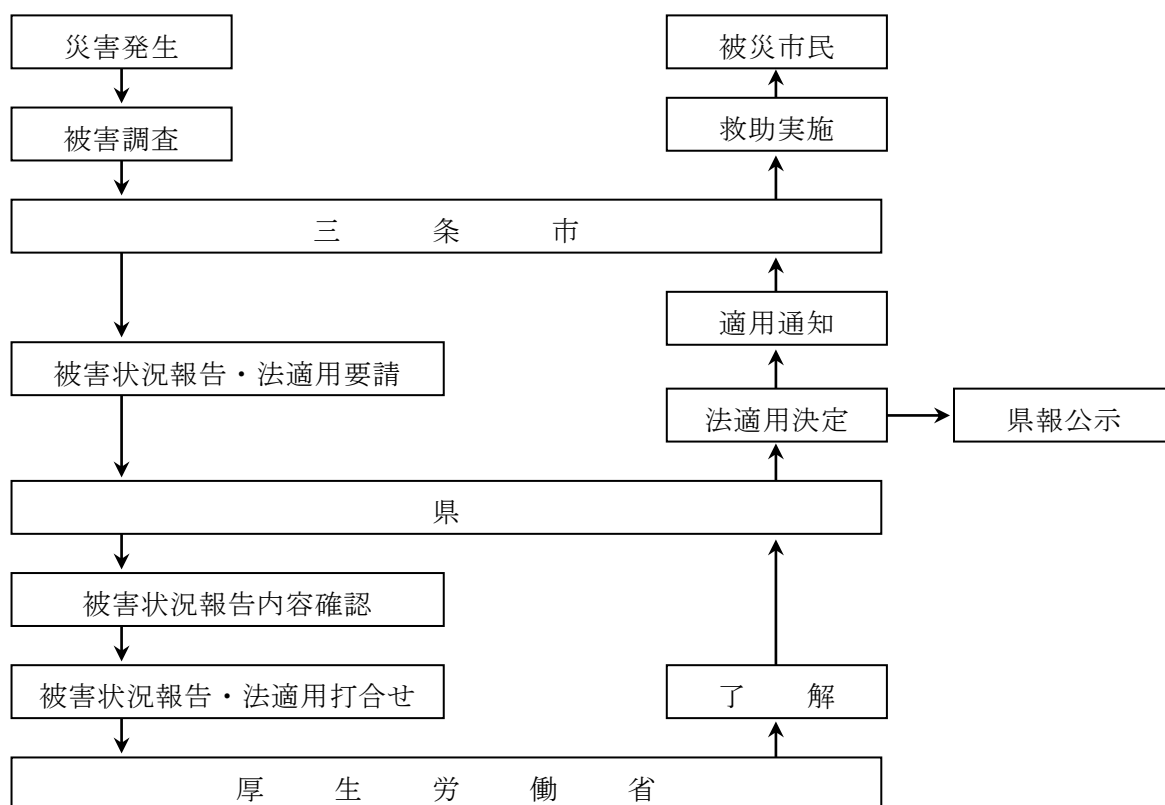 災害発生
被災市民
被害調査
救助実施
三条市
適用通知
被害状況報告・法適用要請
法適用決定
県報公示
県
被害状況報告内容確認
被害状況報告・法適用打合せ
了解
厚生労働省